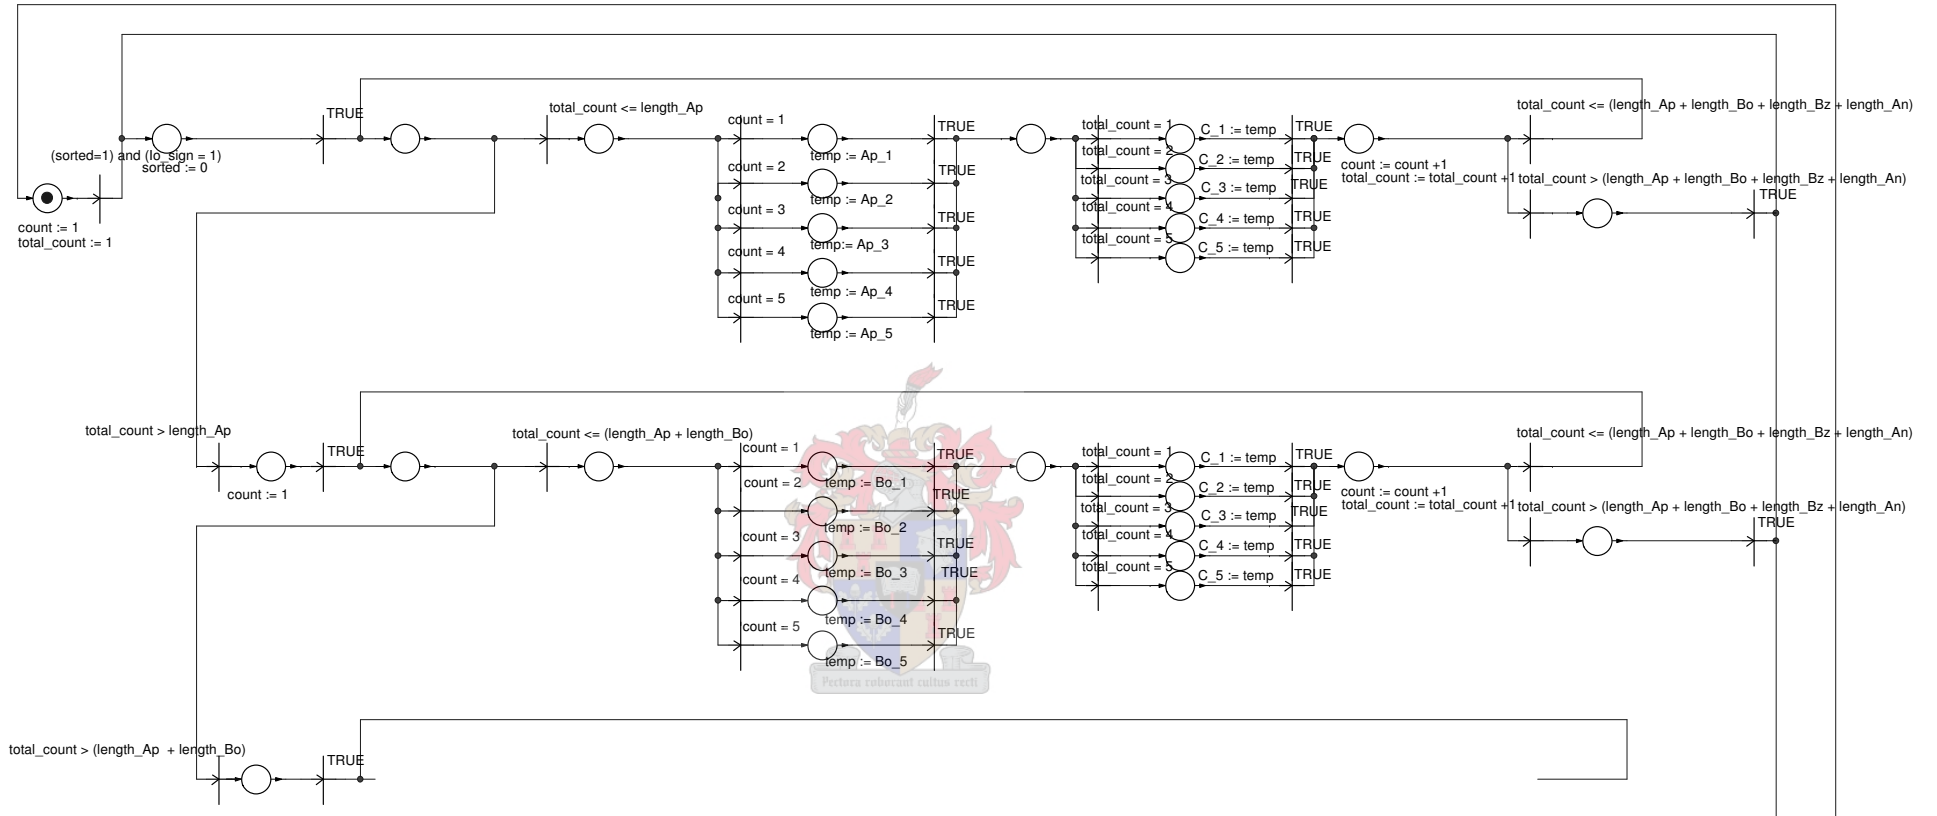 total_count <= length_Ap
total_count <= (length_Ap + length_Bo + length_Bz + length_An)
TRUE
count = 1
TRUE
total_count = 1
C_1 := temp
TRUE
(sorted=1) and (Io_sign = 1)
sorted := 0
temp := Ap_1
total_count = 2
C_2 := temp
TRUE
count := count +1
total_count := total_count +1
count = 2
TRUE
total_count = 3
C_3 := temp
TRUE
total_count > (length_Ap + length_Bo + length_Bz + length_An)
TRUE
temp := Ap_2
count = 3
TRUE
total_count = 4
C_4 := temp
TRUE
count := 1
total_count := 1
temp:= Ap_3
total_count = 5
C_5 := temp
TRUE
count = 4
TRUE
temp := Ap_4
count = 5
TRUE
temp := Ap_5
total_count > length_Ap
total_count <= (length_Ap + length_Bo)
total_count <= (length_Ap + length_Bo + length_Bz + length_An)
TRUE
count = 1
TRUE
total_count = 1
C_1 := temp
TRUE
count := 1
temp := Bo_1
count = 2
TRUE
total_count = 2
C_2 := temp
TRUE
count := count +1
total_count := total_count +1
total_count > (length_Ap + length_Bo + length_Bz + length_An)
TRUE
temp := Bo_2
total_count = 3
C_3 := temp
TRUE
count = 3
TRUE
total_count = 4
C_4 := temp
TRUE
temp := Bo_3
TRUE
total_count = 5
C_5 := temp
TRUE
count = 4
temp := Bo_4
count = 5
TRUE
temp := Bo_5
Pectora roborant cultus recti
total_count > (length_Ap + length_Bo)
TRUE